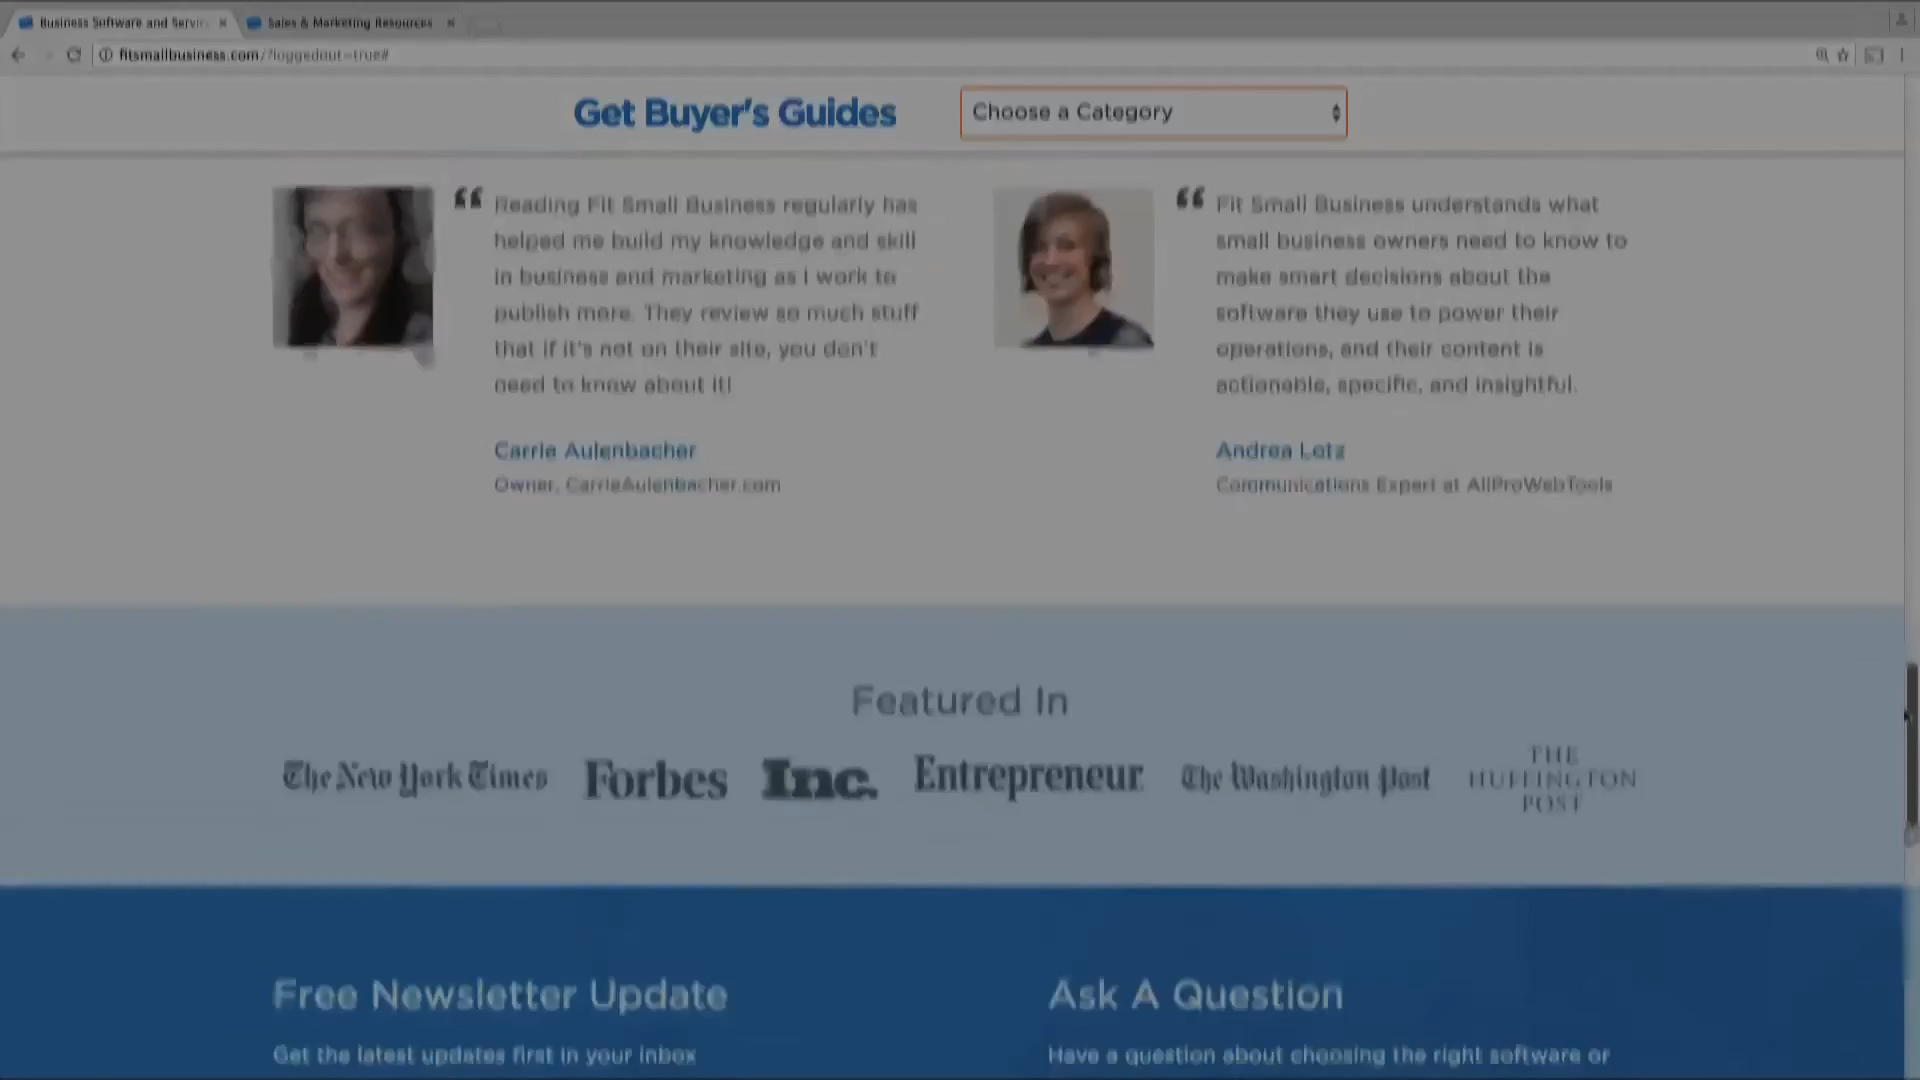 Business Software and Servi
Sales & Marketing Resources
fitsmallbusiness.com/?loggedout=true#
Get Buyer's Guides
Choose a Category
“ Reading Fit Small Business regularly has
helped me build my knowledge and skill
in business and marketing as I work to
publish more. They review so much stuff
that if it's not on their site, you don't
need to know about it!
Carrie Aulenbacher
Owner, CarrieAulenbacher.com
“ Fit Small Business understands what
small business owners need to know to
make smart decisions about the
software they use to power their
operations, and their content is
actionable, specific, and insightful.
Andrea Lotz
Communications Expert at AllProWebTools
Featured In
The New York Times
Forbes
Inc.
Entrepreneur
The Washington Post
THE
HUFFINGTON
POST
Free Newsletter Update
Get the latest updates first in your inbox
Ask A Question
Have a question about choosing the right software or